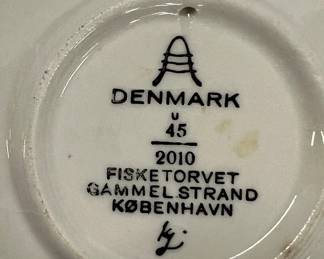 DENMARK
U
45
2010
FISKETORVET
GAMMEL STRAND
KØBENHAVN